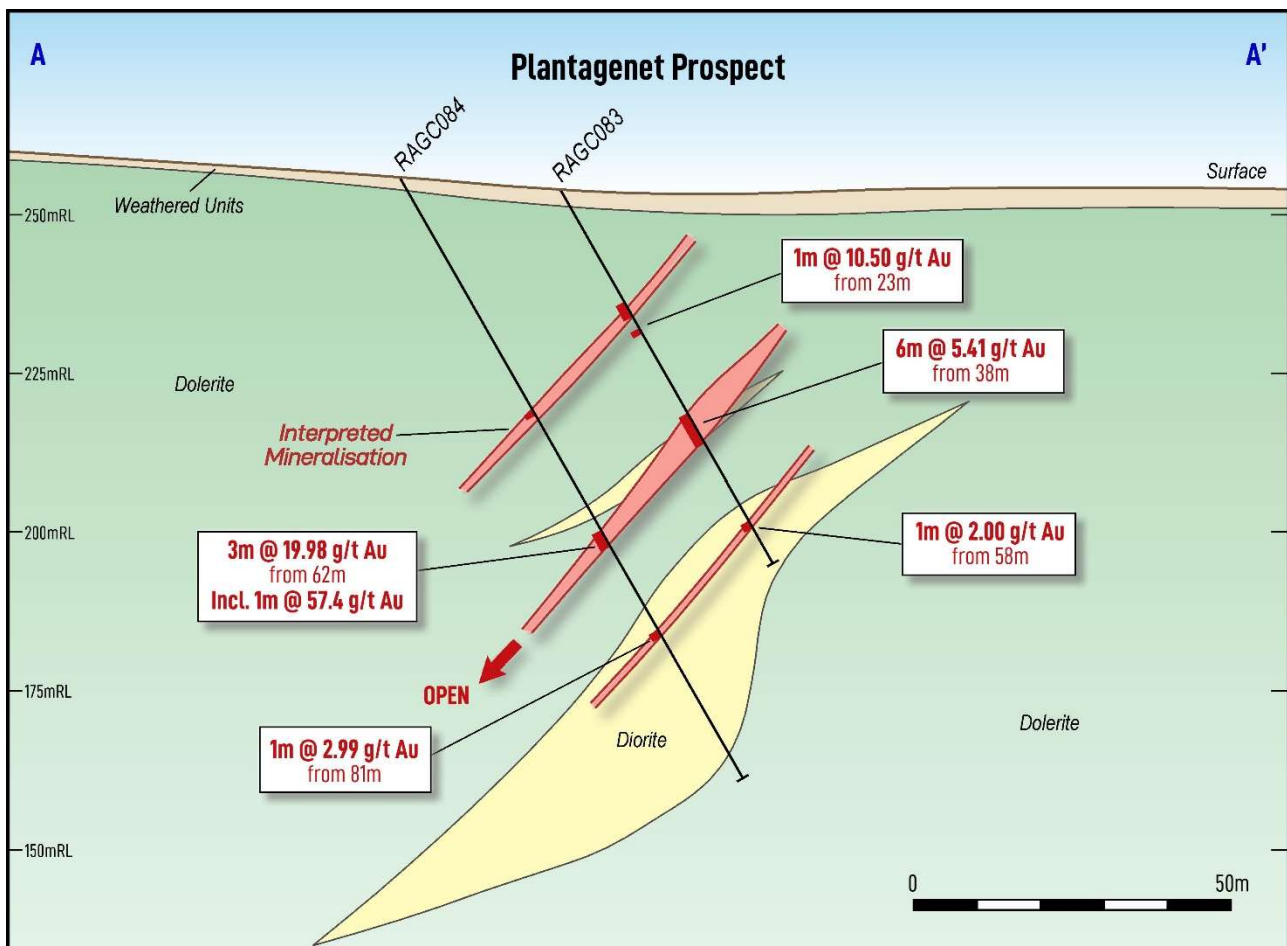 A
Plantagenet Prospect
A'
RAGC084
RAGC083
Surface
Weathered Units
250mRL
1m @ 10.50 g/t Au
from 23m
6m @ 5.41 g/t Au
from 38m
225mRL
Dolerite
Interpreted
Mineralisation
200mRL
3m @ 19.98 g/t Au
from 62m
Incl. 1m @ 57.4 g/t Au
1m @ 2.00 g/t Au
from 58m
175mRL
OPEN
Diorite
Dolerite
1m @ 2.99 g/t Au
from 81m
150mRL
0
50m